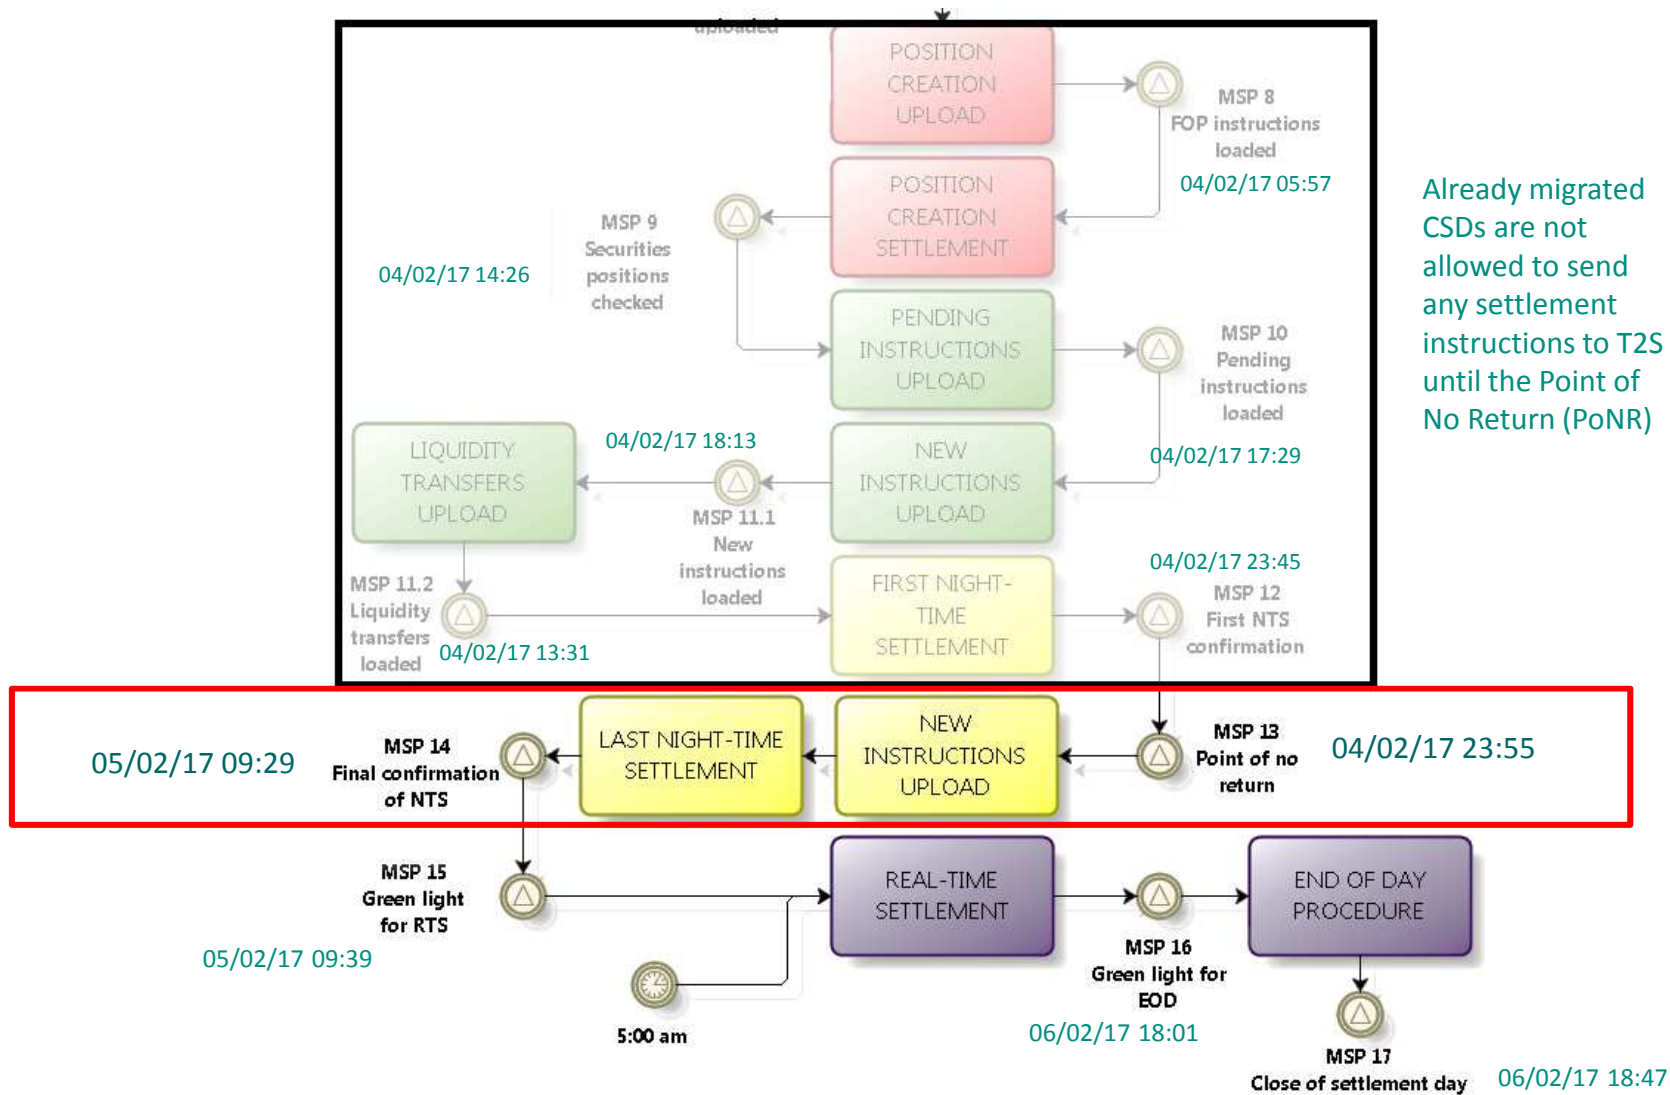 uploaded
POSITION
CREATION
UPLOAD
MSP 8
FOP instructions
loaded
04/02/17 05:57
POSITION
CREATION
SETTLEMENT
MSP 9
Securities
positions
checked
04/02/17 14:26
PENDING
INSTRUCTIONS
UPLOAD
MSP 10
Pending
instructions
loaded
04/02/17 17:29
NEW
INSTRUCTIONS
UPLOAD
04/02/17 18:13
MSP 11.1
New
instructions
loaded
LIQUIDITY
TRANSFERS
UPLOAD
MSP 11.2
Liquidity
transfers
loaded
04/02/17 13:31
FIRST NIGHT-
TIME
SETTLEMENT
04/02/17 23:45
MSP 12
First NTS
confirmation
Already migrated
CSDs are not
allowed to send
any settlement
instructions to T2S
until the Point of
No Return (PoNR)
MSP 13
Point of no
return
04/02/17 23:55
NEW
INSTRUCTIONS
UPLOAD
LAST NIGHT-TIME
SETTLEMENT
MSP 14
Final confirmation
of NTS
05/02/17 09:29
MSP 15
Green light
for RTS
05/02/17 09:39
5:00 am
REAL-TIME
SETTLEMENT
MSP 16
Green light for
EOD
06/02/17 18:01
END OF DAY
PROCEDURE
MSP 17
Close of settlement day
06/02/17 18:47